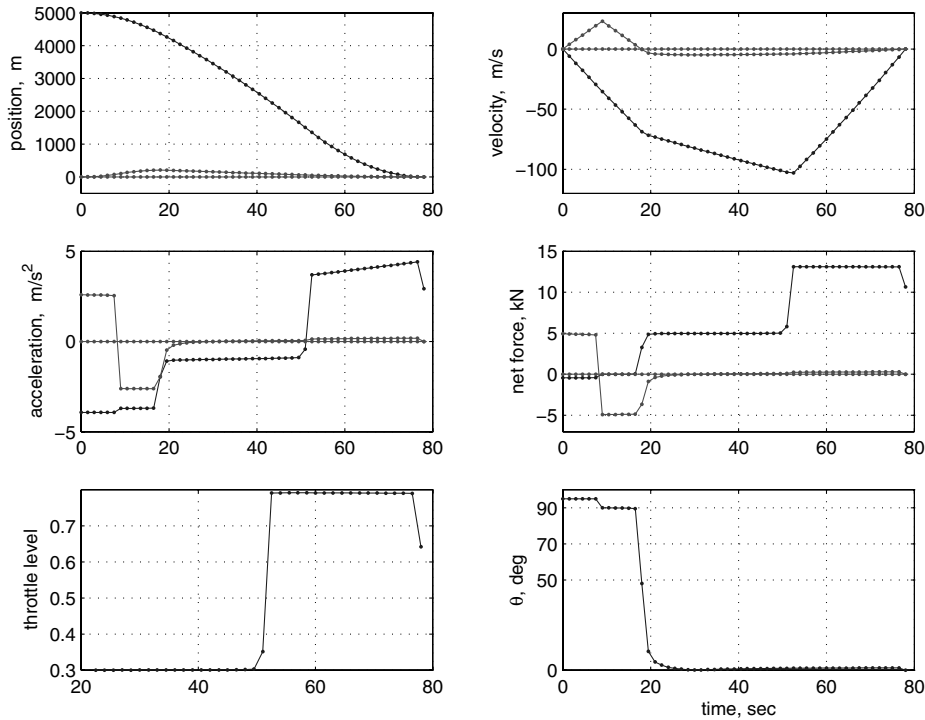 5000
4000
3000
2000
1000
0
position, m
0 20 40 60 80
0
−50
−100
velocity, m/s
0 20 40 60 80
5
0
−5
acceleration, m/s²
0 20 40 60 80
15
10
5
0
−5
net force, kN
0 20 40 60 80
0.7
0.6
0.5
0.4
0.3
throttle level
20 40 60 80
90
70
50
0
θ, deg
0 20 40 60 80
time, sec